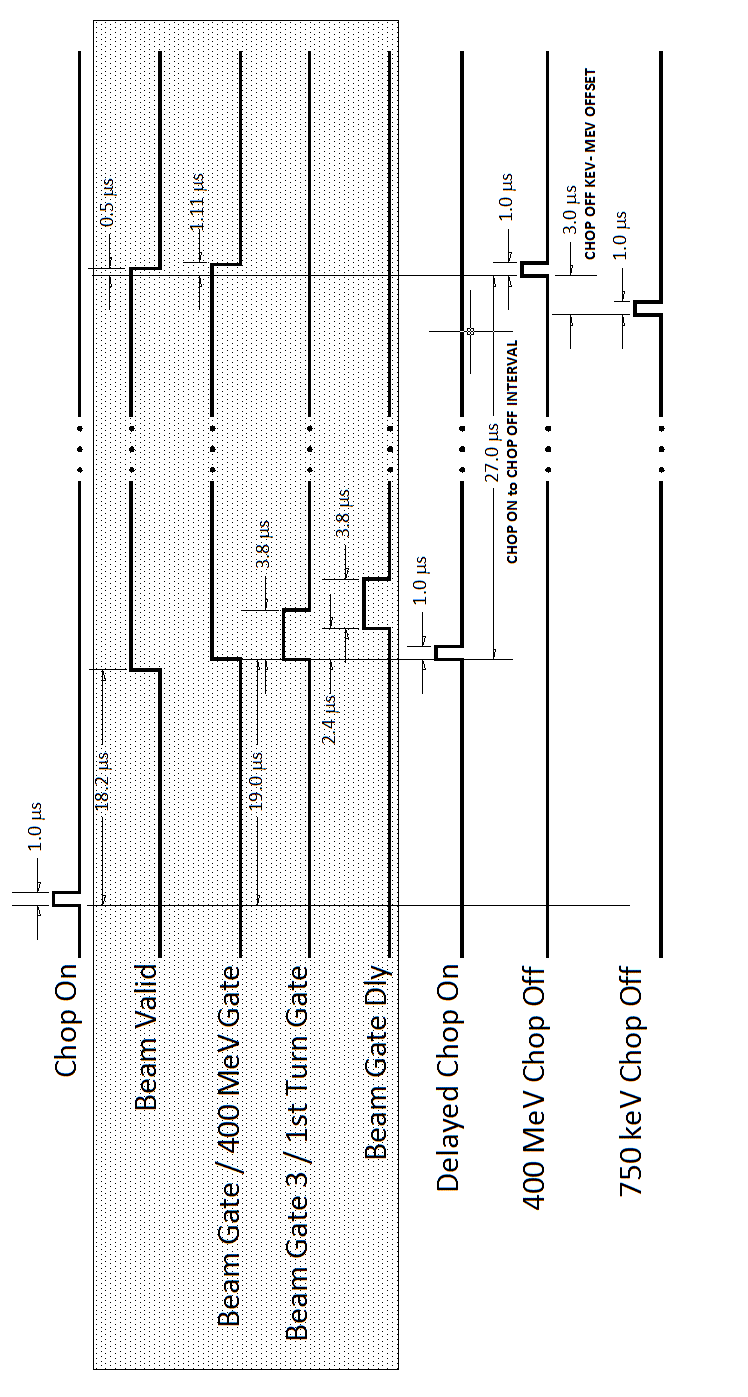 Chop On
1.0 µs
Beam Valid
18.2 µs
0.5 µs
Beam Gate / 400 MeV Gate
19.0 µs
1.11 µs
Beam Gate 3 / 1st Turn Gate
3.8 µs
Beam Gate Dly
2.4 µs
3.8 µs
Delayed Chop On
1.0 µs
27.0 µs
CHOP ON to CHOP OFF INTERVAL
400 MeV Chop Off
1.0 µs
3.0 µs
CHOP OFF KEV- MEV OFFSET
750 keV Chop Off
1.0 µs